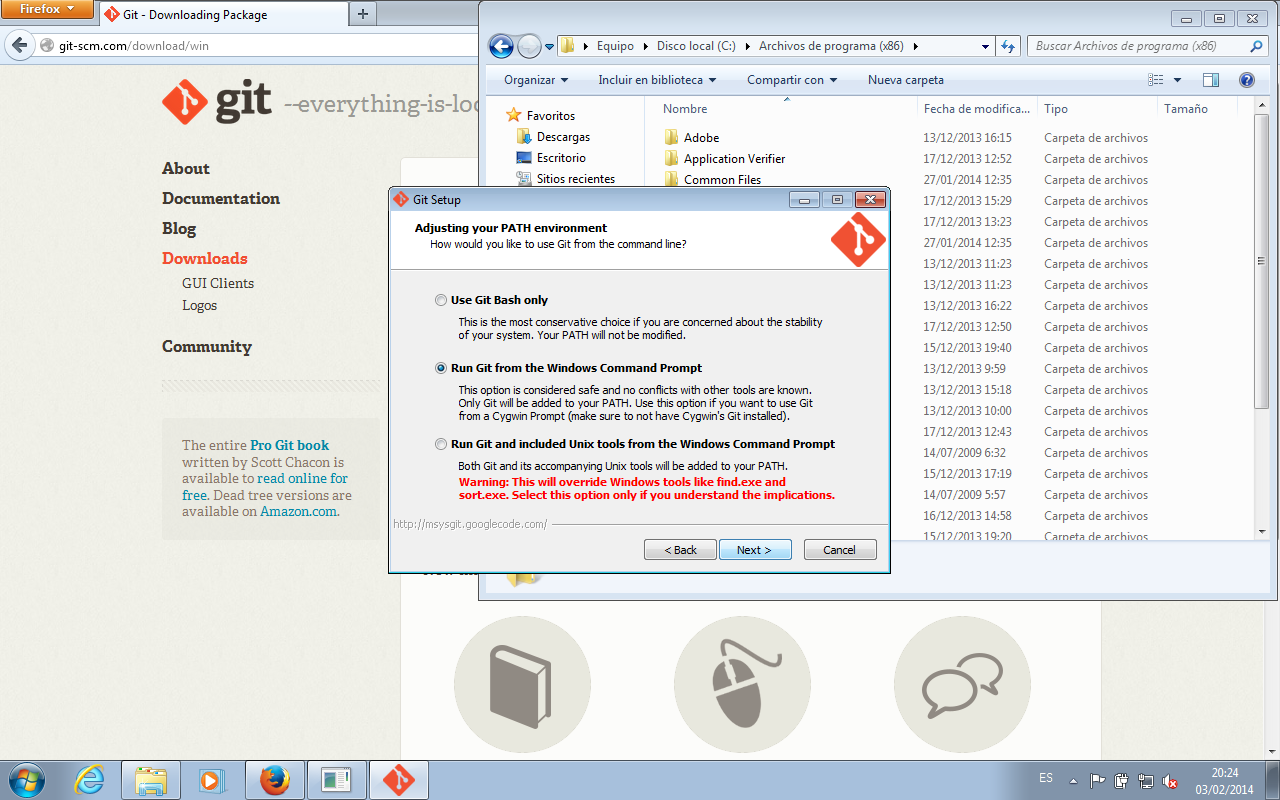 Firefox
Git - Downloading Package
git-scm.com/download/win
git --everything-is-loc
About
Documentation
Blog
Downloads
GUI Clients
Logos
Community
The entire Pro Git book
written by Scott Chacon is
available to read online for
free. Dead tree versions are
available on Amazon.com.
Equipo
Disco local (C:)
Archivos de programa (x86)
Buscar Archivos de programa (x86)
Organizar
Incluir en biblioteca
Compartir con
Nueva carpeta
Favoritos
Descargas
Escritorio
Sitios recientes
Nombre Fecha de modifica... Tipo Tamaño
Adobe 13/12/2013 16:15 Carpeta de archivos
Application Verifier 17/12/2013 12:52 Carpeta de archivos
Common Files 27/01/2014 12:35 Carpeta de archivos
17/12/2013 15:29 Carpeta de archivos
17/12/2013 13:23 Carpeta de archivos
27/01/2014 12:35 Carpeta de archivos
13/12/2013 11:23 Carpeta de archivos
13/12/2013 11:23 Carpeta de archivos
13/12/2013 16:22 Carpeta de archivos
17/12/2013 12:50 Carpeta de archivos
15/12/2013 19:40 Carpeta de archivos
13/12/2013 9:59 Carpeta de archivos
13/12/2013 15:18 Carpeta de archivos
13/12/2013 10:00 Carpeta de archivos
17/12/2013 12:43 Carpeta de archivos
14/07/2009 6:32 Carpeta de archivos
15/12/2013 17:19 Carpeta de archivos
14/07/2009 5:57 Carpeta de archivos
16/12/2013 14:58 Carpeta de archivos
15/12/2013 19:20 Carpeta de archivos
Git Setup
Adjusting your PATH environment
How would you like to use Git from the command line?
Use Git Bash only
This is the most conservative choice if you are concerned about the stability
of your system. Your PATH will not be modified.
Run Git from the Windows Command Prompt
This option is considered safe and no conflicts with other tools are known.
Only Git will be added to your PATH. Use this option if you want to use Git
from a Cygwin Prompt (make sure to not have Cygwin's Git installed).
Run Git and included Unix tools from the Windows Command Prompt
Both Git and its accompanying Unix tools will be added to your PATH.
Warning: This will override Windows tools like find.exe and
sort.exe. Select this option only if you understand the implications.
http://msysgit.googlecode.com/
< Back
Next >
Cancel
ES
20:24
03/02/2014